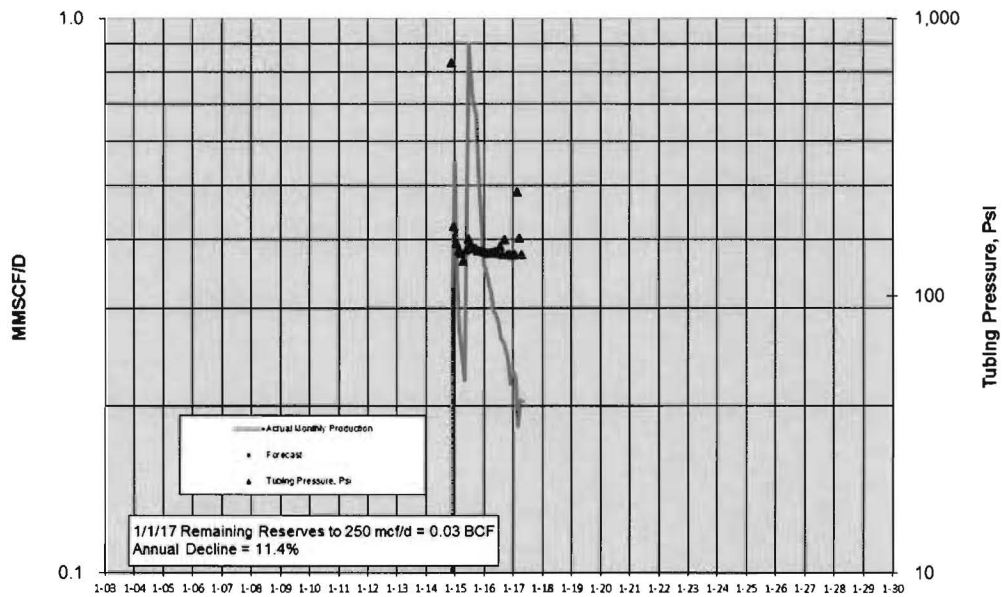 1.0
1,000
MMSCF/D
100
Tubing Pressure, Psi
Actual Monthly Production
Forecast
Tubing Pressure, Psi
1/1/17 Remaining Reserves to 250 mcf/d = 0.03 BCF
Annual Decline = 11.4%
0.1
10
1-03 1-04 1-05 1-06 1-07 1-08 1-09 1-10 1-11 1-12 1-13 1-14 1-15 1-16 1-17 1-18 1-19 1-20 1-21 1-22 1-23 1-24 1-25 1-26 1-27 1-28 1-29 1-30